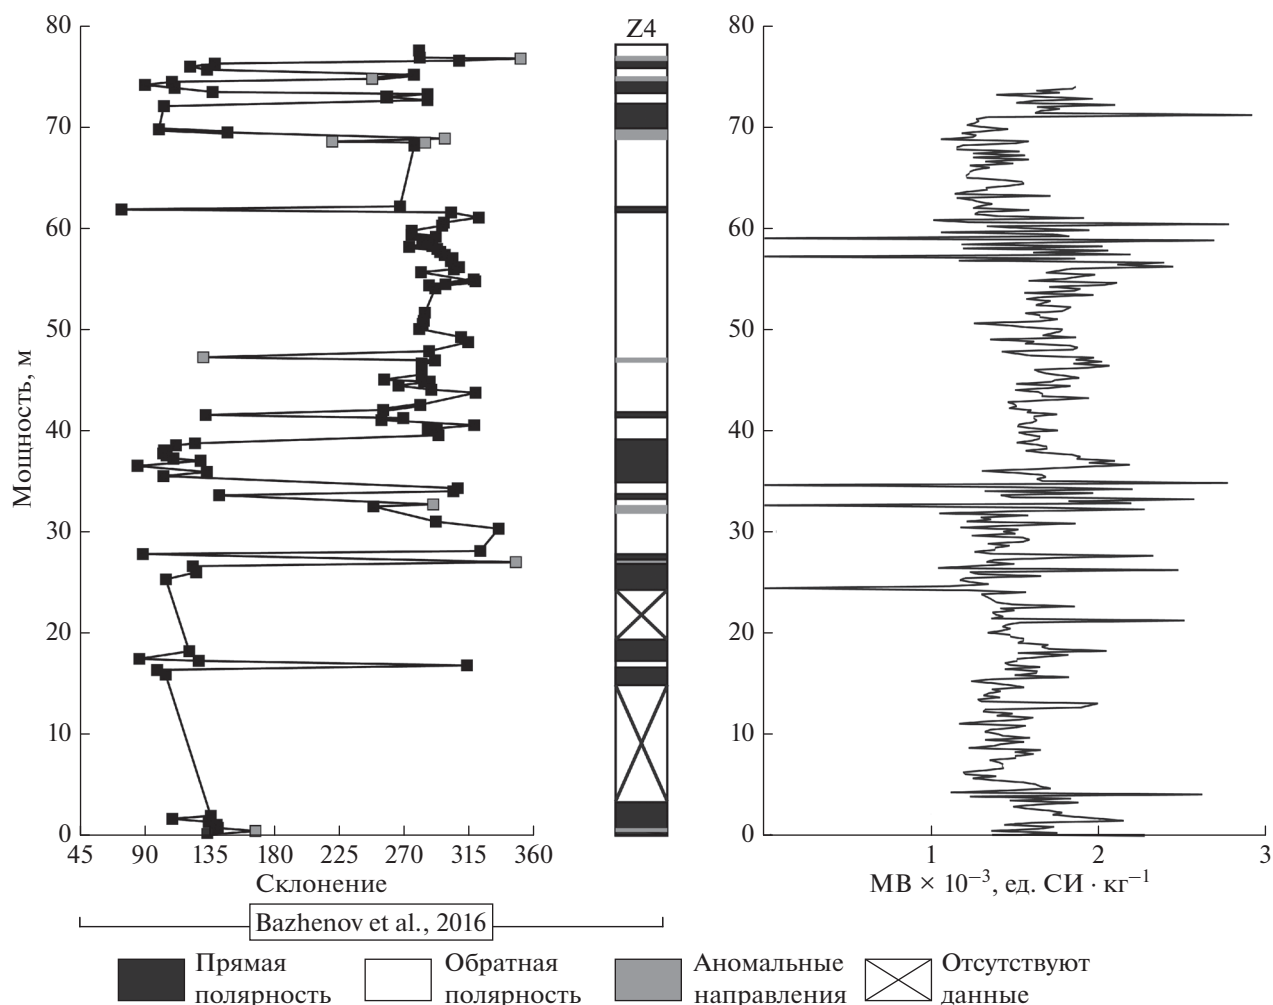 Z4
80
70
60
50
40
30
20
10
0
Мощность, м
45 90 135 180 225 270 315 360
Склонение
80
70
60
50
40
30
20
10
0
1 2 3
МВ × 10⁻³, ед. СИ · кг⁻¹
Bazhenov et al., 2016
Прямая
полярность
Обратная
полярность
Аномальные
направления
Отсутствуют
данные